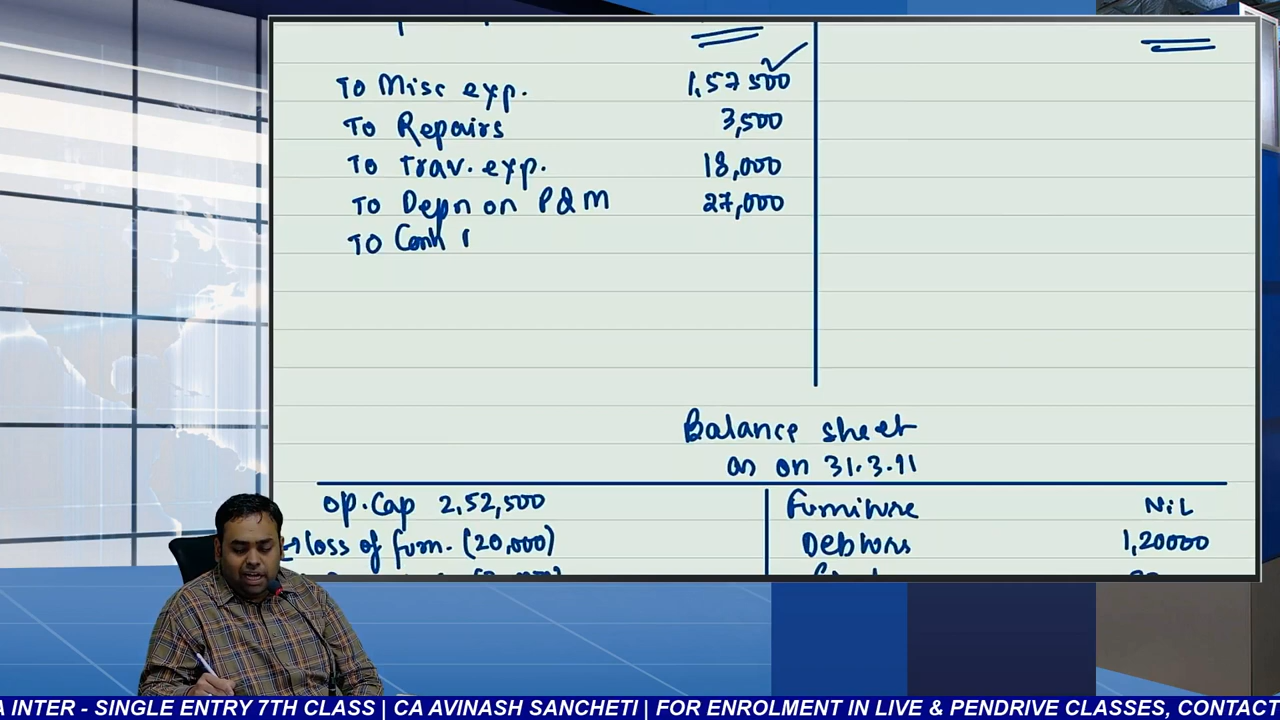 To Misc exp. 1,57500
To Repairs 3,500
To Trav. exp. 18,000
To Depn on P&M 27,000
To Cash
Balance sheet
as on 31.3.11
op.Cap 2,52,500
Furniture NiL
→ loss of furn. (20,000)
Debtors 1,20000
A INTER - SINGLE ENTRY 7TH CLASS | CA AVINASH SANCHETI | FOR ENROLMENT IN LIVE & PENDRIVE CLASSES, CONTACT